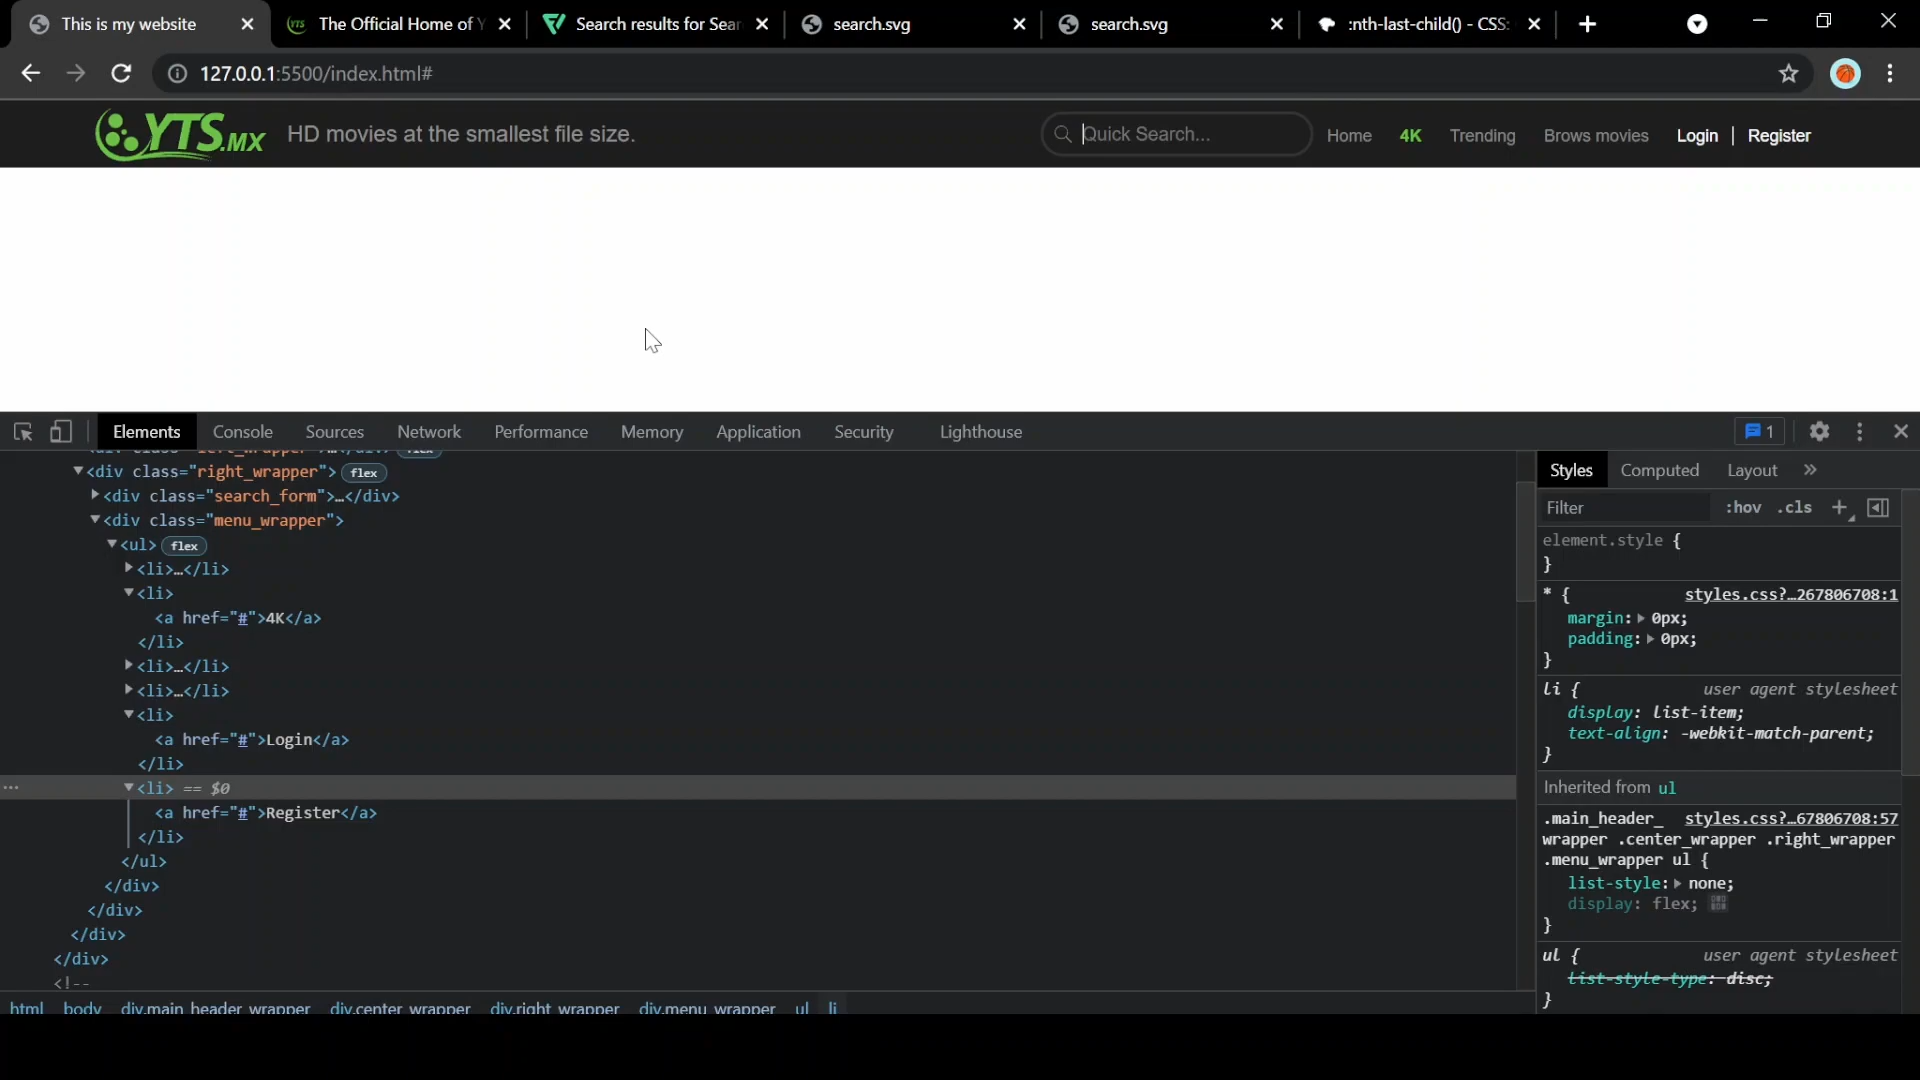 This is my website
The Official Home of Y
Search results for Sear
search.svg
search.svg
:nth-last-child() - CSS:
127.0.0.1:5500/index.html#
YTS.MX
HD movies at the smallest file size.
Quick Search...
Home
4K
Trending
Brows movies
Login
Register
Elements
Console
Sources
Network
Performance
Memory
Application
Security
Lighthouse
1
▼<div class="right_wrapper"> flex
▶<div class="search_form">…</div>
▼<div class="menu_wrapper">
▼<ul> flex
▶<li>…</li>
▼<li>
<a href="#">4K</a>
</li>
▶<li>…</li>
▶<li>…</li>
▼<li>
<a href="#">Login</a>
</li>
▼<li> == $0
<a href="#">Register</a>
</li>
</ul>
</div>
</div>
</div>
</div>
<!--
html body div.main_header_wrapper div.center_wrapper div.right_wrapper div.menu_wrapper ul li
Styles
Computed
Layout
»
Filter
:hov .cls +
element.style {
}
* { styles.css?…267806708:1
margin:▶ 0px;
padding:▶ 0px;
}
li { user agent stylesheet
display: list-item;
text-align: -webkit-match-parent;
}
Inherited from ul
.main_header_ styles.css?…67806708:57
wrapper .center_wrapper .right_wrapper
.menu_wrapper ul {
list-style:▶ none;
display: flex;
}
ul { user agent stylesheet
list-style-type: disc;
}